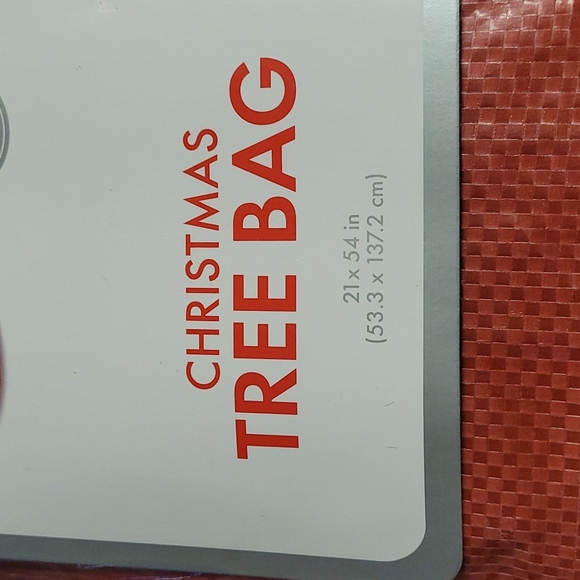 CHRISTMAS
TREE BAG
21 x 54 in
(53.3 x 137.2 cm)